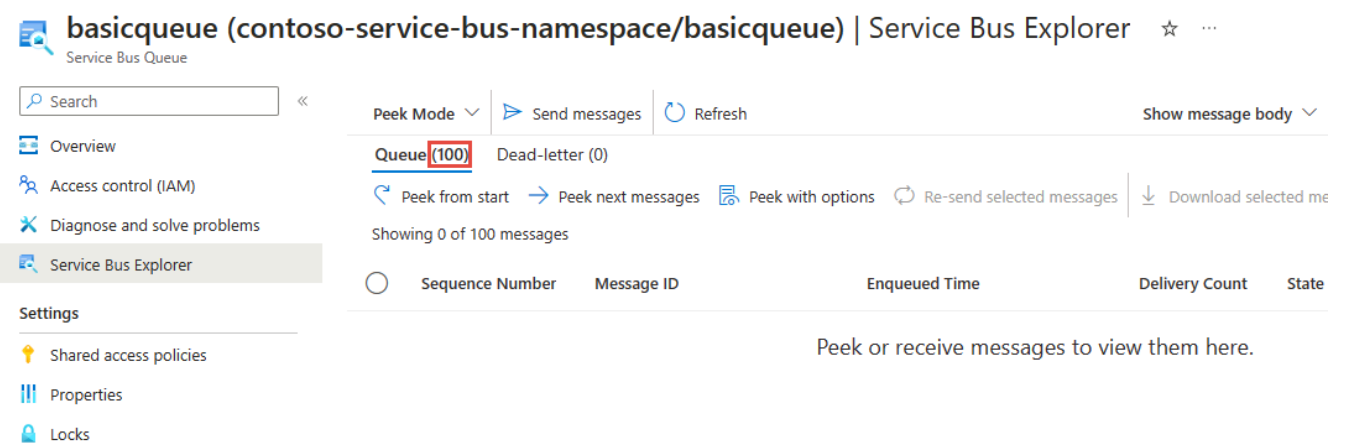 basicqueue (contoso-service-bus-namespace/basicqueue) | Service Bus Explorer ☆ ···
Service Bus Queue
Search «
Overview
Access control (IAM)
Diagnose and solve problems
Service Bus Explorer
Settings
Shared access policies
Properties
Locks
Peek Mode Send messages Refresh Show message body
Queue (100) Dead-letter (0)
Peek from start Peek next messages Peek with options Re-send selected messages Download selected me
Showing 0 of 100 messages
Sequence Number Message ID Enqueued Time Delivery Count State
Peek or receive messages to view them here.